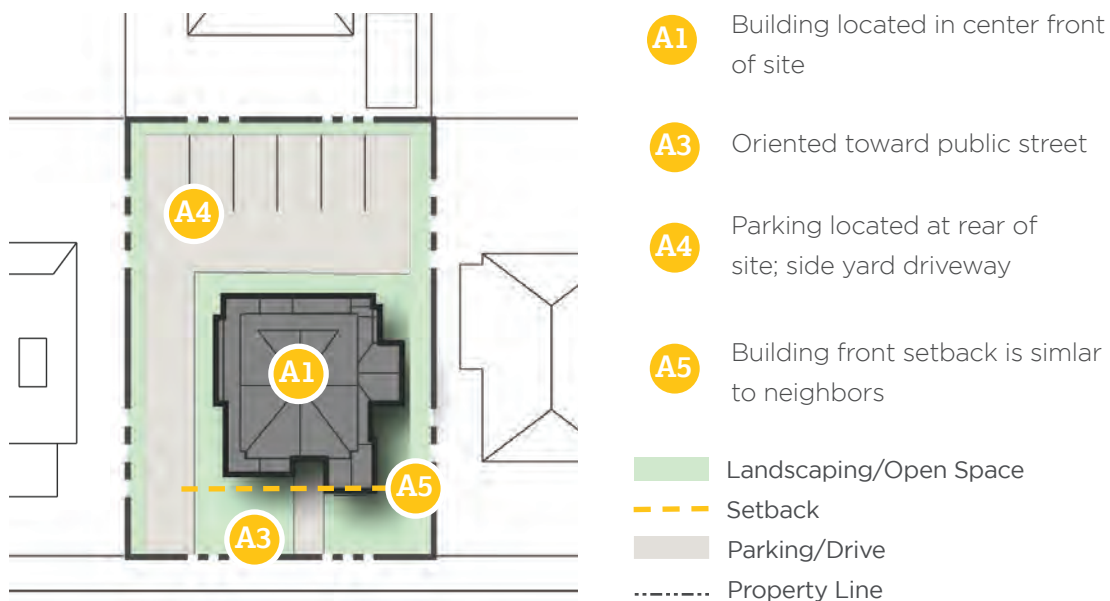 A4
A1
A5
A3
A1
Building located in center front
of site
A3
Oriented toward public street
A4
Parking located at rear of
site; side yard driveway
A5
Building front setback is simlar
to neighbors
Landscaping/Open Space
Setback
Parking/Drive
Property Line